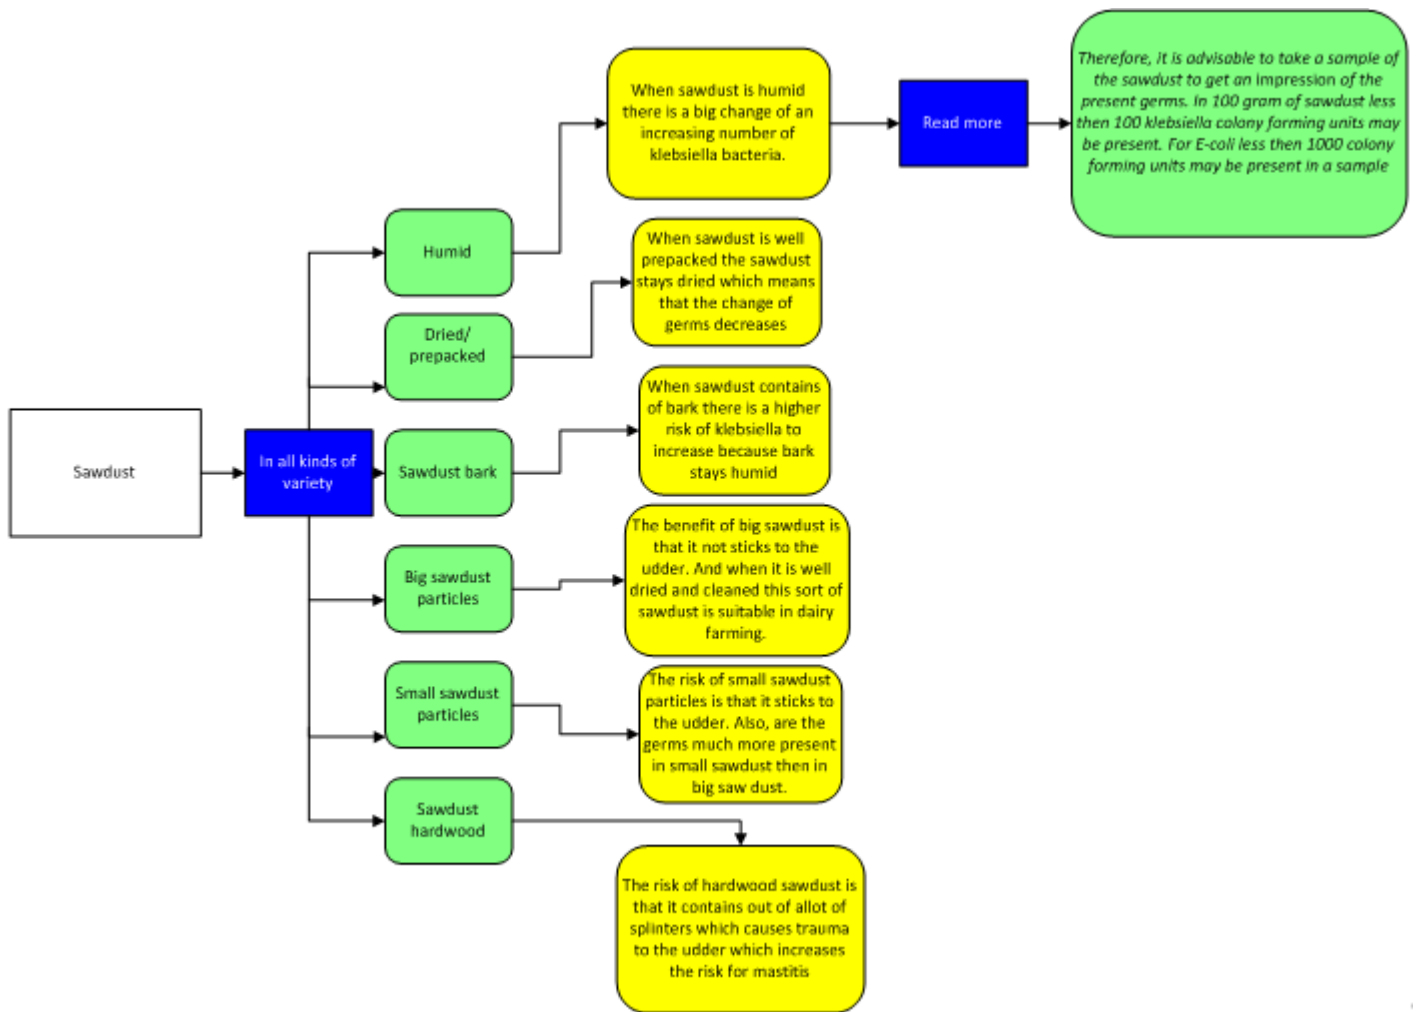 When sawdust is humid
there is a big change of an
increasing number of
klebsiella bacteria.
Read more
Therefore, it is advisable to take a sample of
the sawdust to get an impression of the
present germs. In 100 gram of sawdust less
then 100 klebsiella colony forming units may
be present. For E-coli less then 1000 colony
forming units may be present in a sample
Humid
When sawdust is well
prepacked the sawdust
stays dried which means
that the change of
germs decreases
Dried/
prepacked
When sawdust contains
of bark there is a higher
risk of klebsiella to
increase because bark
stays humid
Sawdust
In all kinds of
variety
Sawdust bark
The benefit of big sawdust is
that it not sticks to the
udder. And when it is well
dried and cleaned this sort of
sawdust is suitable in dairy
farming.
Big sawdust
particles
The risk of small sawdust
particles is that it sticks to
the udder. Also, are the
germs much more present
in small sawdust then in
big saw dust.
Small sawdust
particles
Sawdust
hardwood
The risk of hardwood sawdust is
that it contains out of allot of
splinters which causes trauma
to the udder which increases
the risk for mastitis